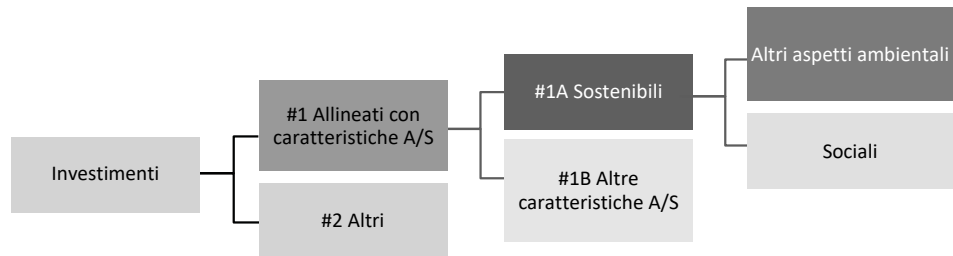 Investimenti
#1 Allineati con
caratteristiche A/S
#2 Altri
#1A Sostenibili
#1B Altre
caratteristiche A/S
Altri aspetti ambientali
Sociali